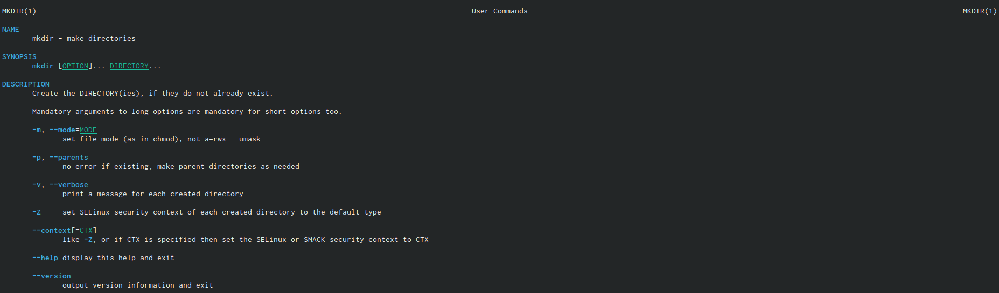 MKDIR(1) User Commands MKDIR(1)
NAME
mkdir - make directories
SYNOPSIS
mkdir [OPTION]... DIRECTORY...
DESCRIPTION
Create the DIRECTORY(ies), if they do not already exist.
Mandatory arguments to long options are mandatory for short options too.
-m, --mode=MODE
set file mode (as in chmod), not a=rwx - umask
-p, --parents
no error if existing, make parent directories as needed
-v, --verbose
print a message for each created directory
-Z set SELinux security context of each created directory to the default type
--context[=CTX]
like -Z, or if CTX is specified then set the SELinux or SMACK security context to CTX
--help display this help and exit
--version
output version information and exit